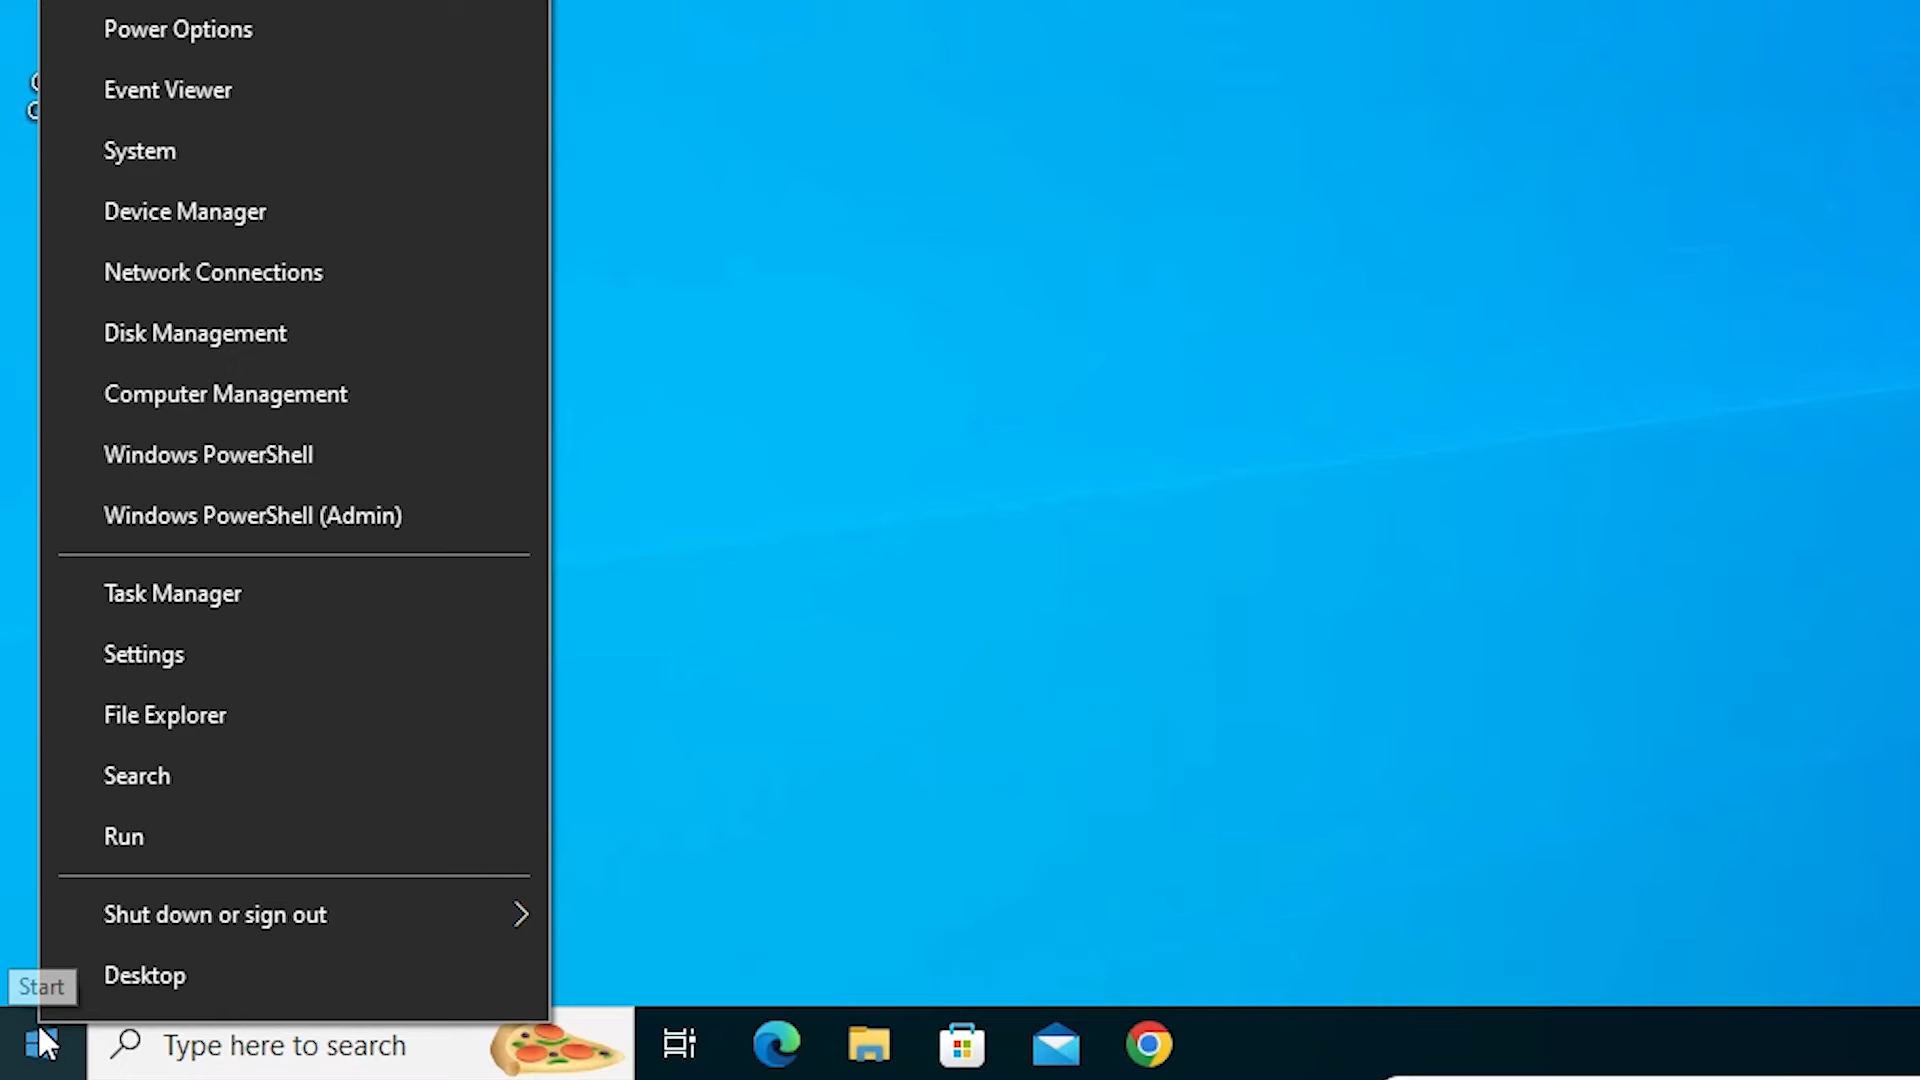 Power Options
Event Viewer
System
Device Manager
Network Connections
Disk Management
Computer Management
Windows PowerShell
Windows PowerShell (Admin)
Task Manager
Settings
File Explorer
Search
Run
Shut down or sign out
Desktop
Start
Type here to search